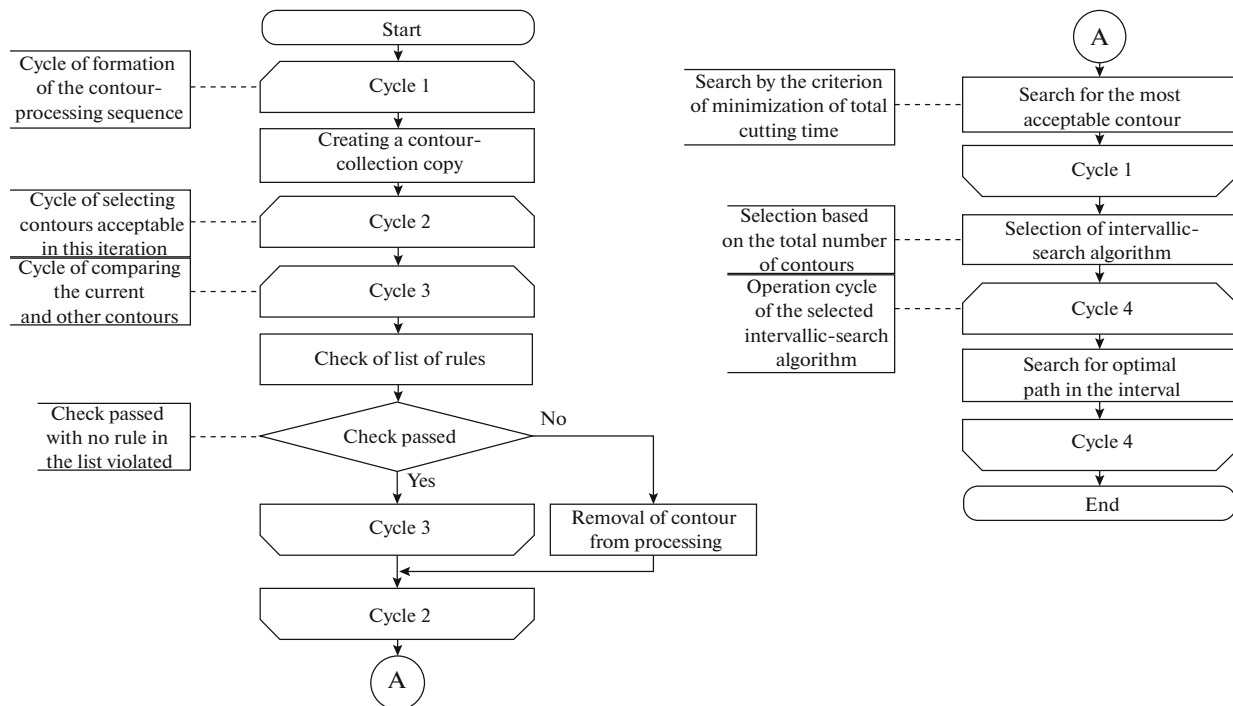 Start
Cycle of formation
of the contour-
processing sequence
Cycle 1
Creating a contour-
collection copy
Cycle of selecting
contours acceptable
in this iteration
Cycle 2
Cycle of comparing
the current
and other contours
Cycle 3
Check of list of rules
Check passed
with no rule in
the list violated
Check passed
No
Yes
Cycle 3
Removal of contour
from processing
Cycle 2
A
A
Search by the criterion
of minimization of total
cutting time
Search for the most
acceptable contour
Cycle 1
Selection based
on the total number
of contours
Selection of intervallic-
search algorithm
Operation cycle
of the selected
intervallic-search
algorithm
Cycle 4
Search for optimal
path in the interval
Cycle 4
End